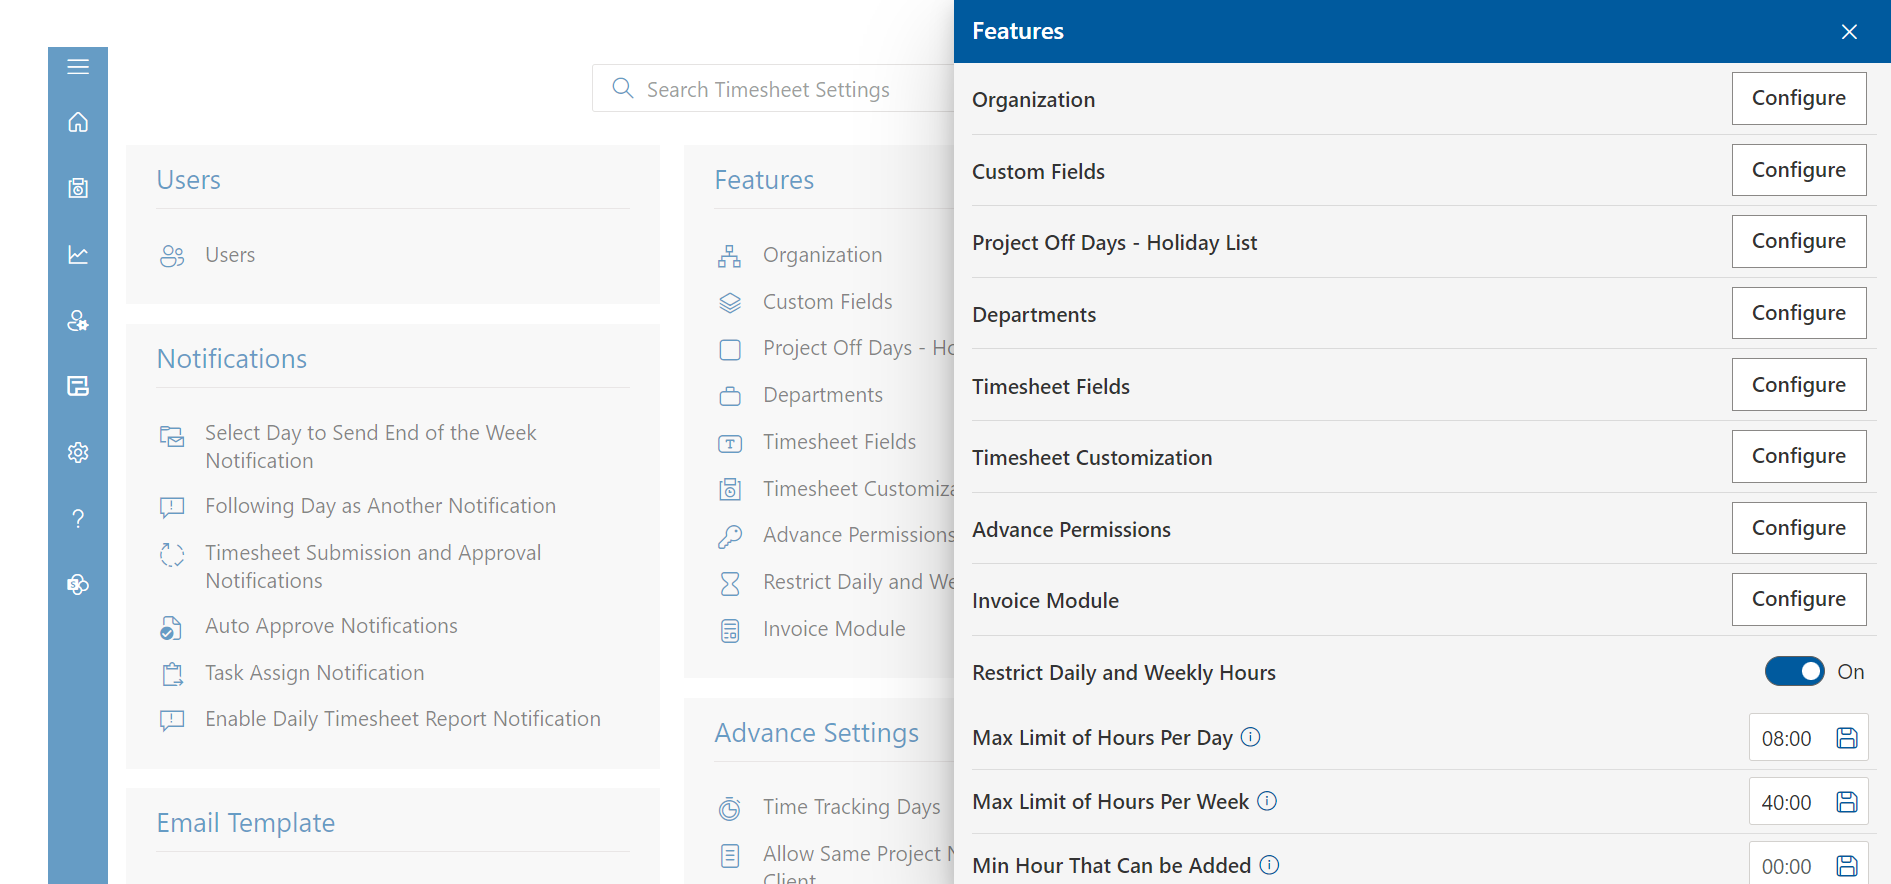 Search Timesheet Settings
Users
Users
Notifications
Select Day to Send End of the Week
Notification
Following Day as Another Notification
Timesheet Submission and Approval
Notifications
Auto Approve Notifications
Task Assign Notification
Enable Daily Timesheet Report Notification
Email Template
Features
Organization
Custom Fields
Project Off Days - Ho
Departments
Timesheet Fields
Timesheet Customiza
Advance Permissions
Restrict Daily and We
Invoice Module
Advance Settings
Time Tracking Days
Allow Same Project N
Client
Features
Organization Configure
Custom Fields Configure
Project Off Days - Holiday List Configure
Departments Configure
Timesheet Fields Configure
Timesheet Customization Configure
Advance Permissions Configure
Invoice Module Configure
Restrict Daily and Weekly Hours On
Max Limit of Hours Per Day 08:00
Max Limit of Hours Per Week 40:00
Min Hour That Can be Added 00:00